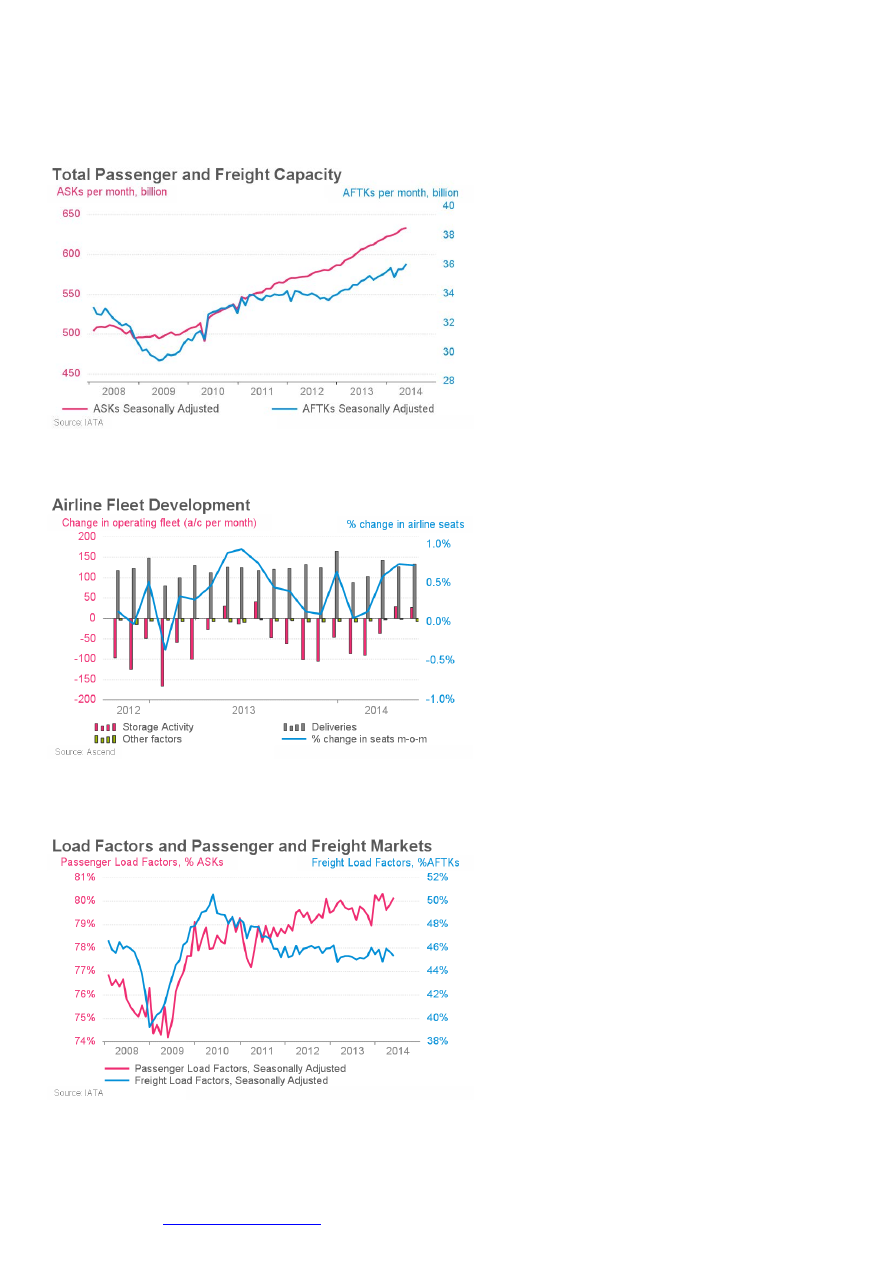 Total Passenger and Freight Capacity
ASKs per month, billion AFTKs per month, billion
40
650
38
600
36
550
34
32
500
30
450
28
2008 2009 2010 2011 2012 2013 2014
ASKs Seasonally Adjusted AFTKs Seasonally Adjusted
Source: IATA
Airline Fleet Development
Change in operating fleet (a/c per month) % change in airline seats
200
1.0%
150
100
0.5%
50
0 0.0%
-50
-0.5%
-100
-150
-200 -1.0%
2012 2013 2014
Storage Activity Deliveries
Other factors % change in seats m-o-m
Source: Ascend
Load Factors and Passenger and Freight Markets
Passenger Load Factors, % ASKs Freight Load Factors, %AFTKs
81% 52%
80% 50%
79% 48%
78% 46%
77% 44%
76% 42%
75% 40%
74% 38%
2008 2009 2010 2011 2012 2013 2014
Passenger Load Factors, Seasonally Adjusted
Freight Load Factors, Seasonally Adjusted
Source: IATA